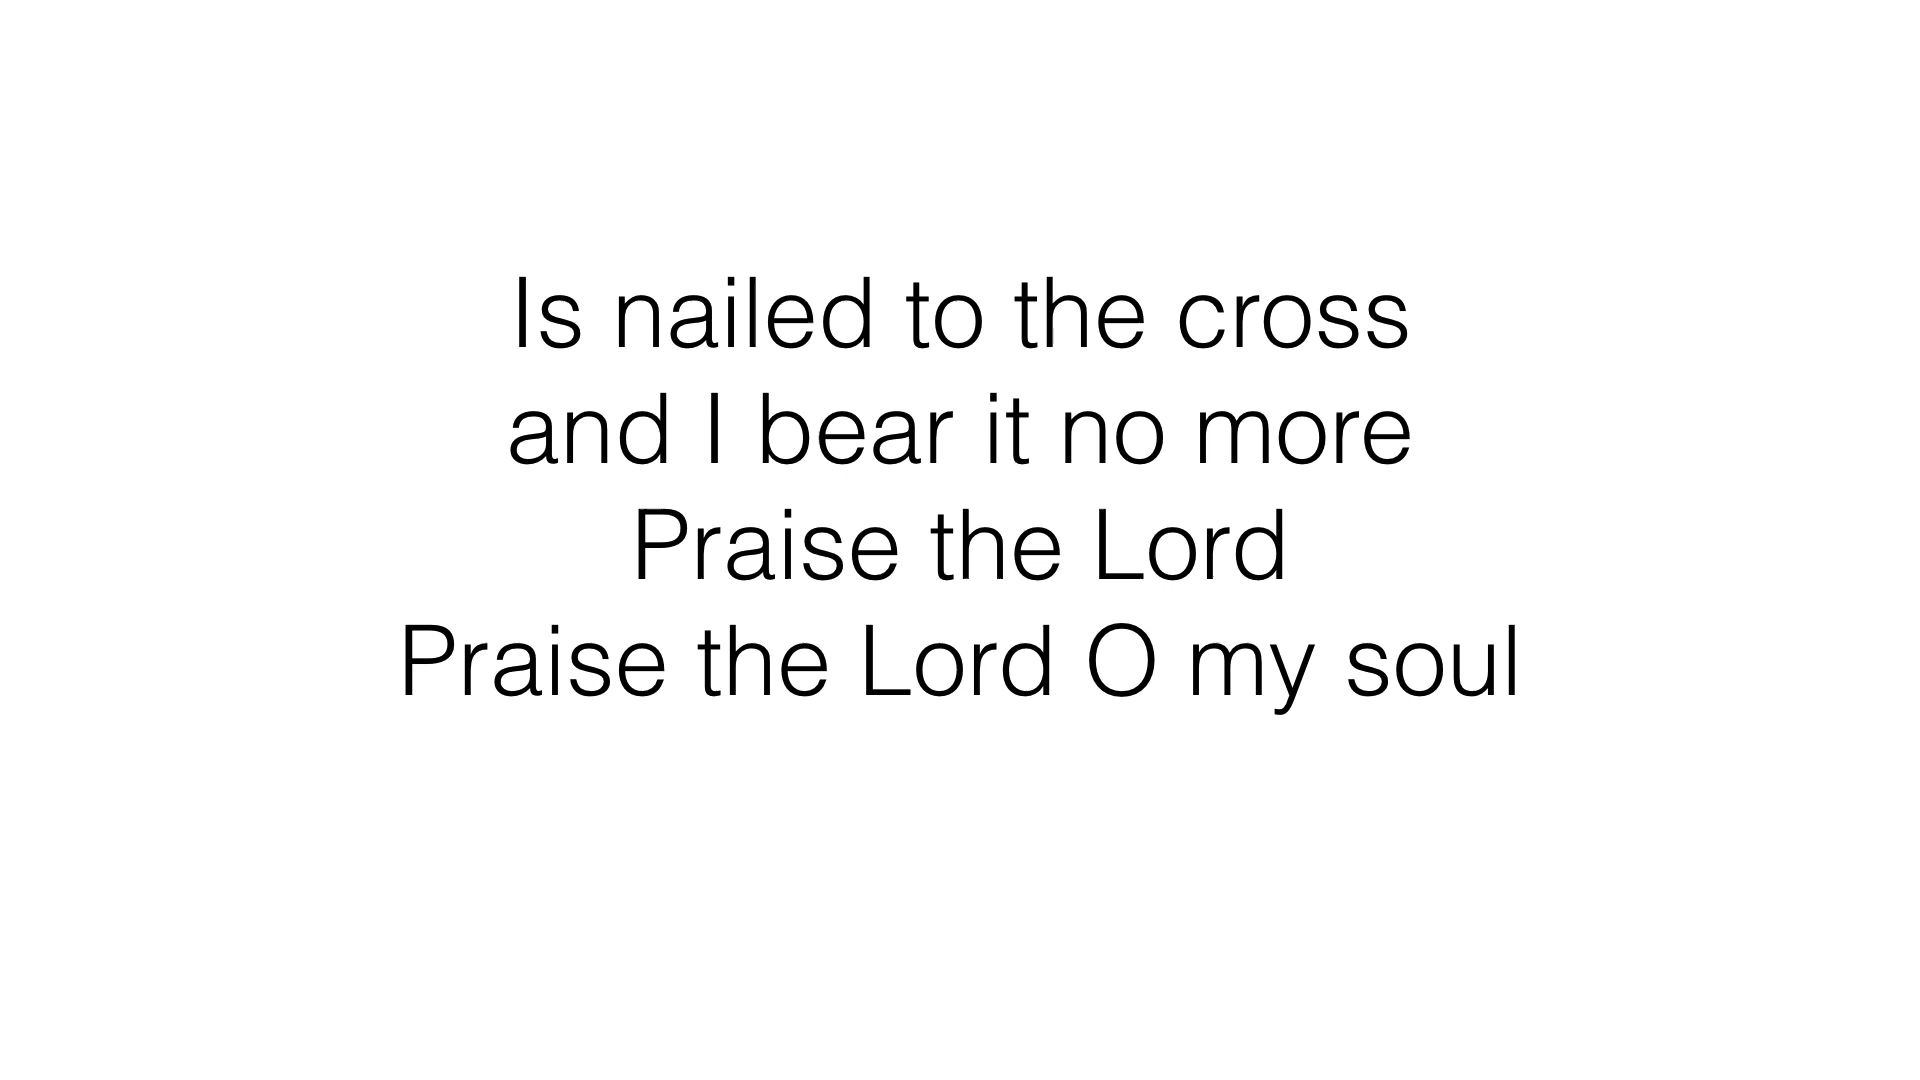 Is nailed to the cross
and I bear it no more
Praise the Lord
Praise the Lord O my soul